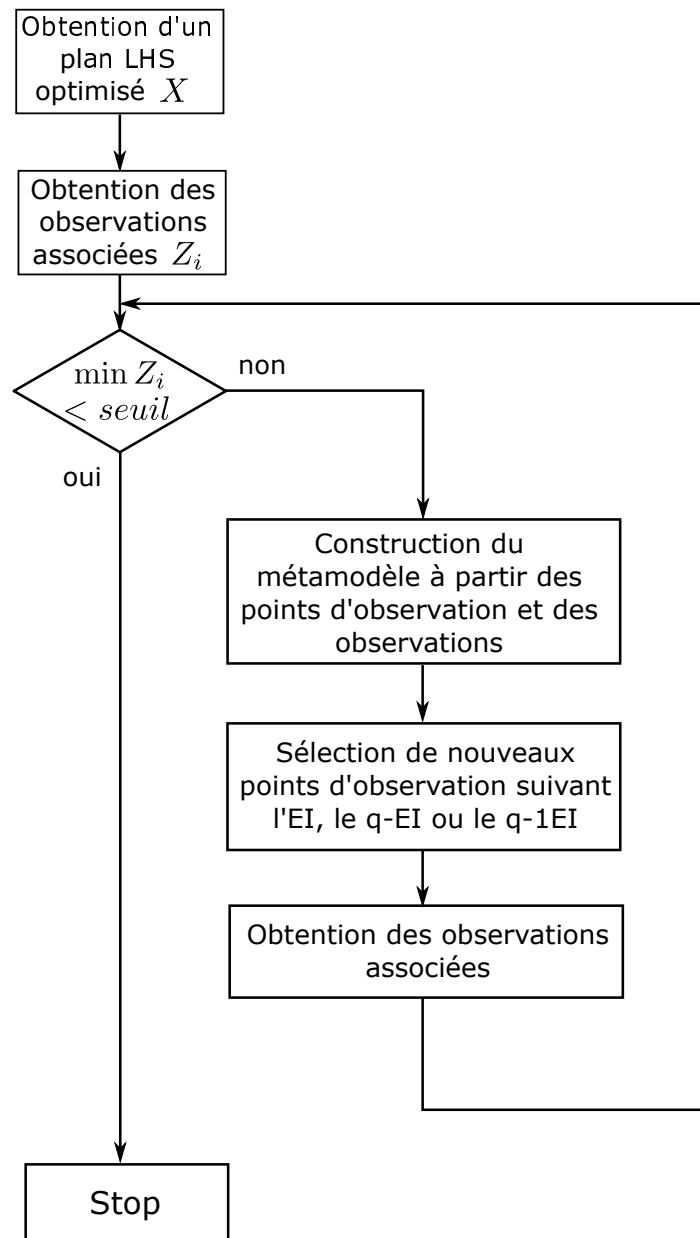 Obtention d'un
plan LHS
optimisé X
Obtention des
observations
associées Z_i
min Z_i
< seuil
non
oui
Construction du
métamodèle à partir des
points d'observation et des
observations
Sélection de nouveaux
points d'observation suivant
l'EI, le q-EI ou le q-1EI
Obtention des observations
associées
Stop